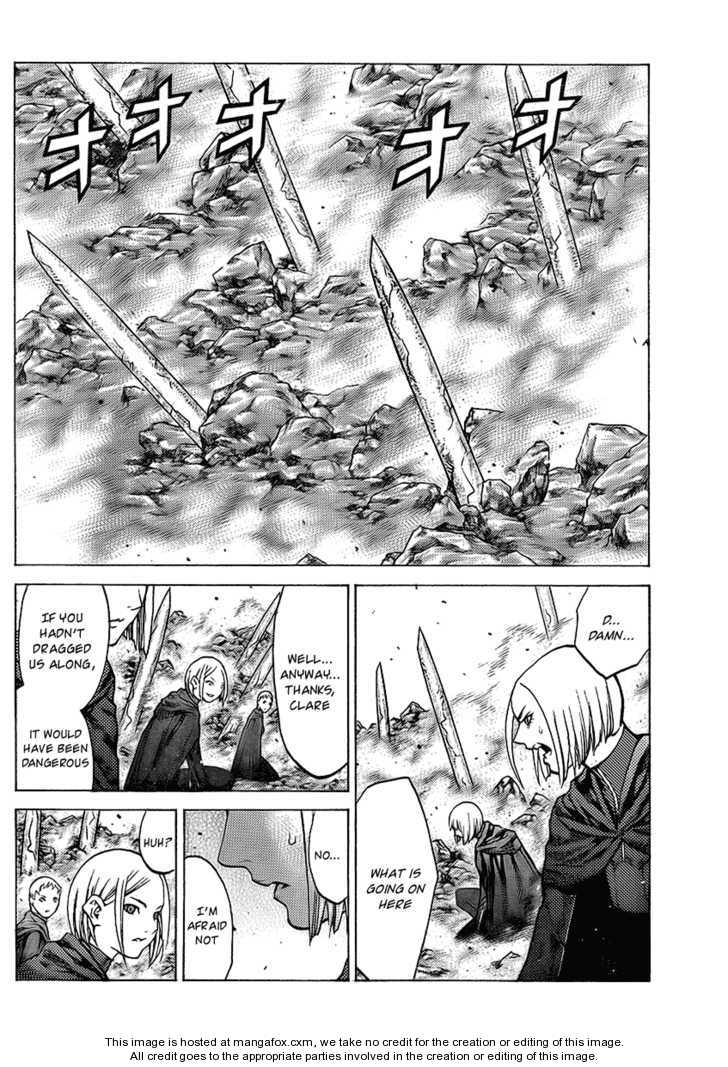 オオオオオ
D...
DAMN...
WHAT IS
GOING ON
HERE
WELL...
ANYWAY...
THANKS,
CLARE
IF YOU
HADN'T
DRAGGED
US ALONG,
IT WOULD
HAVE BEEN
DANGEROUS
NO...
I'M
AFRAID
NOT
HUH?
This image is hosted at mangafox.cxm, we take no credit for the creation or editing of this image.
All credit goes to the appropriate parties involved in the creation or editing of this image.